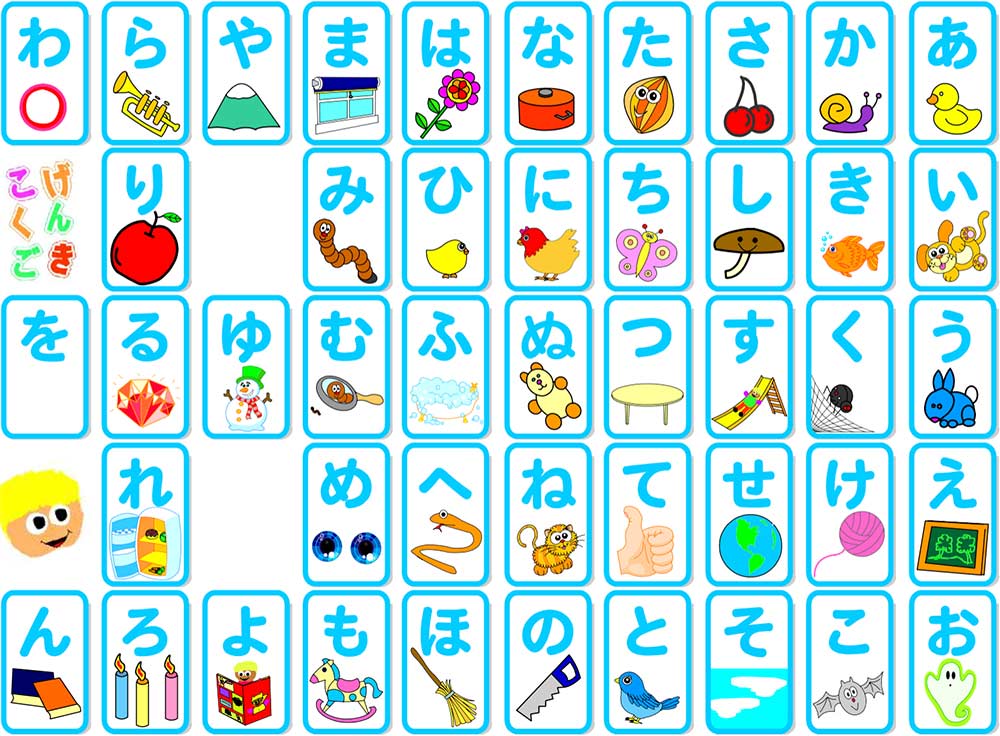 あいうえお
かきくけこ
さしすせそ
たちつてと
なにぬねの
はひふへほ
まみむめも
やゆよ
らりるれろ
わをん
げんき
こくご